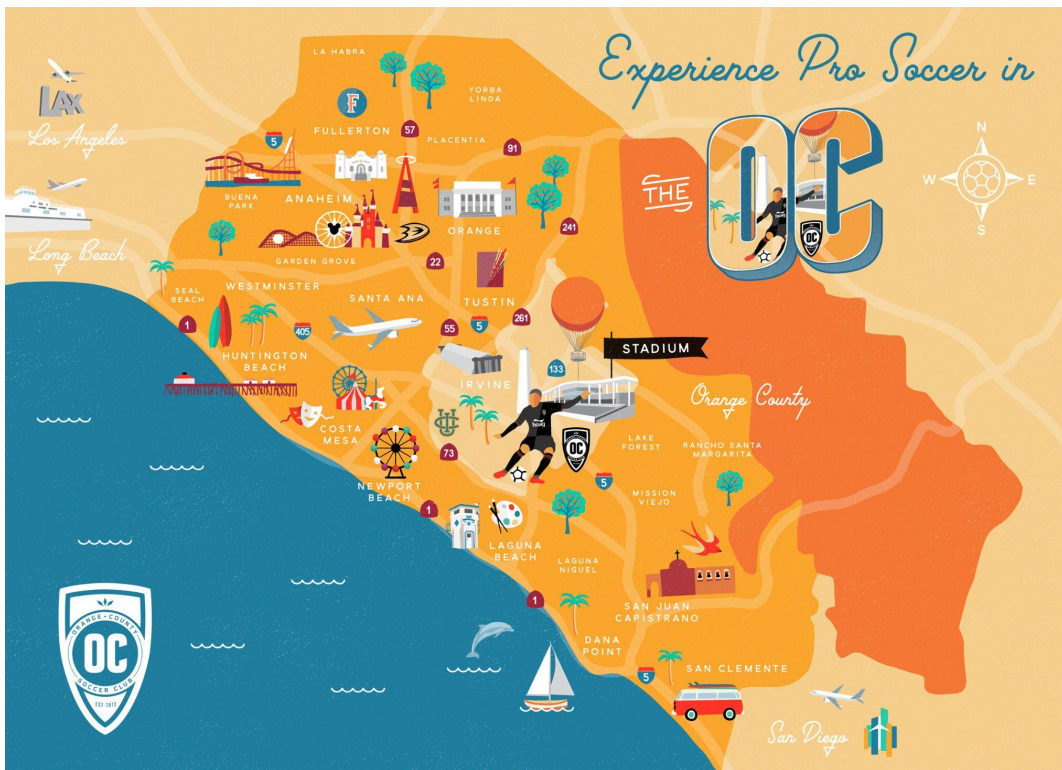 Experience Pro Soccer in
THE
OC
LAX
Los Angeles
Long Beach
N
W
E
S
LA HABRA
YORBA
LINDA
F
FULLERTON
57
PLACENTIA
91
5
BUENA
PARK
ANAHEIM
ORANGE
241
GARDEN GROVE
22
SEAL
BEACH
WESTMINSTER
SANTA ANA
TUSTIN
1
405
55
5
261
HUNTINGTON
BEACH
STADIUM
133
IRVINE
Orange County
COSTA
MESA
UC
OC
LAKE
FOREST
RANCHO SANTA
MARGARITA
73
NEWPORT
BEACH
5
MISSION
VIEJO
1
LAGUNA
BEACH
LAGUNA
NIGUEL
1
SAN JUAN
CAPISTRANO
DANA
POINT
5
SAN CLEMENTE
San Diego
ORANGE • COUNTY
OC
SOCCER CLUB